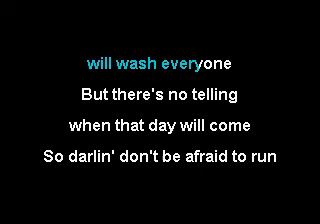 will wash everyone
But there's no telling
when that day will come
So darlin' don't be afraid to run